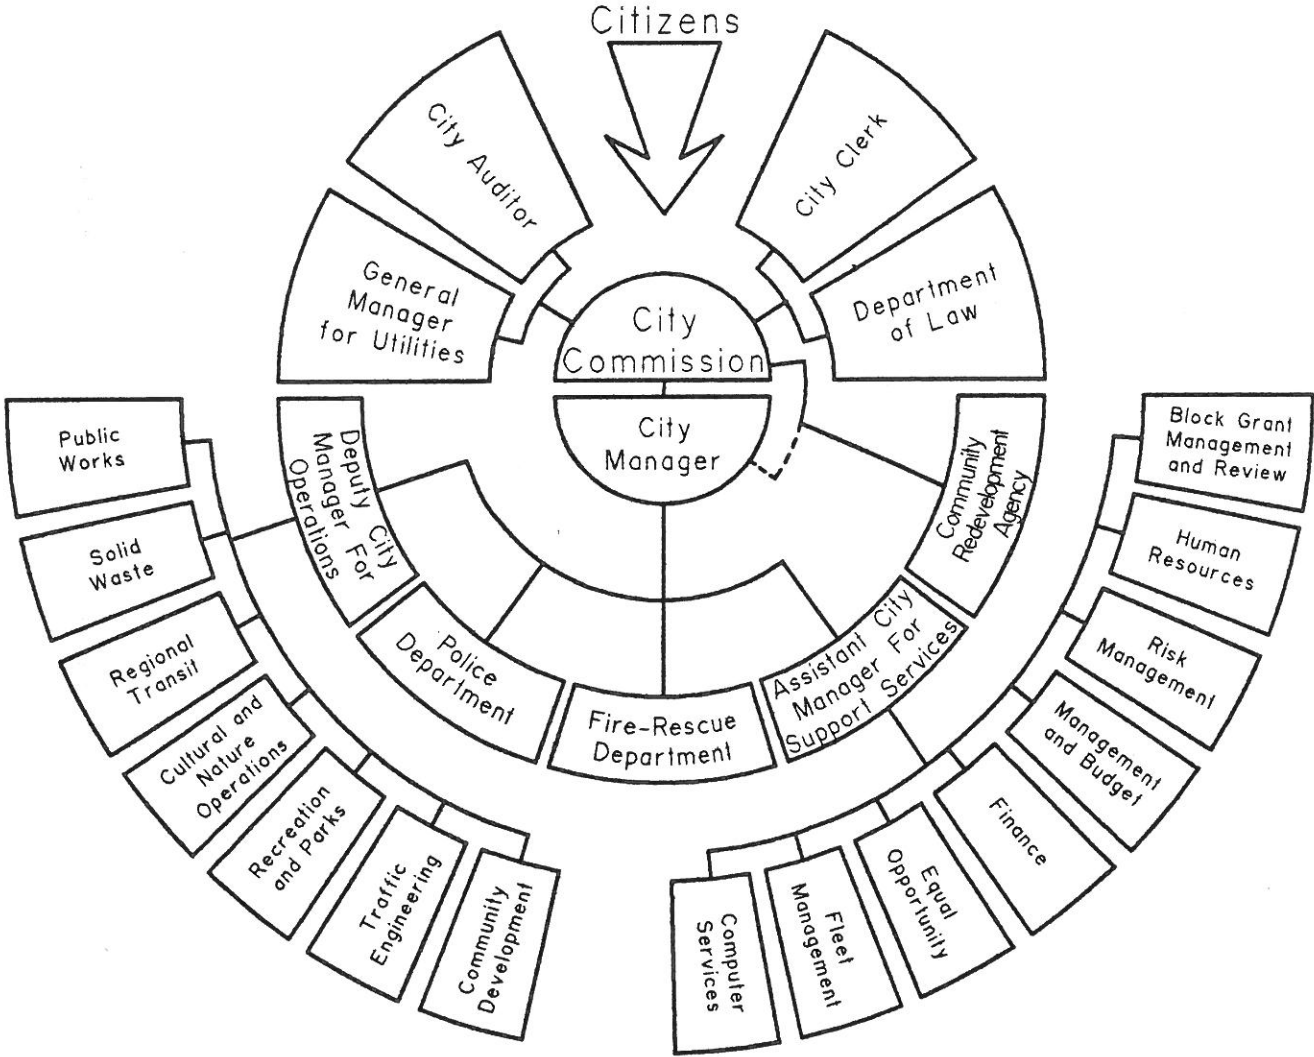 Citizens
City Auditor
City Clerk
General
Manager
for Utilities
Department
of Law
City
Commission
City
Manager
Deputy City
Manager For
Operations
Police
Department
Fire-Rescue
Department
Assistant City
Manager For
Support Services
Community
Redevelopment
Agency
Public
Works
Solid
Waste
Regional
Transit
Cultural and
Nature
Operations
Recreation
and Parks
Traffic
Engineering
Community
Development
Computer
Services
Fleet
Management
Equal
Opportunity
Finance
Management
and Budget
Risk
Management
Human
Resources
Block Grant
Management
and Review